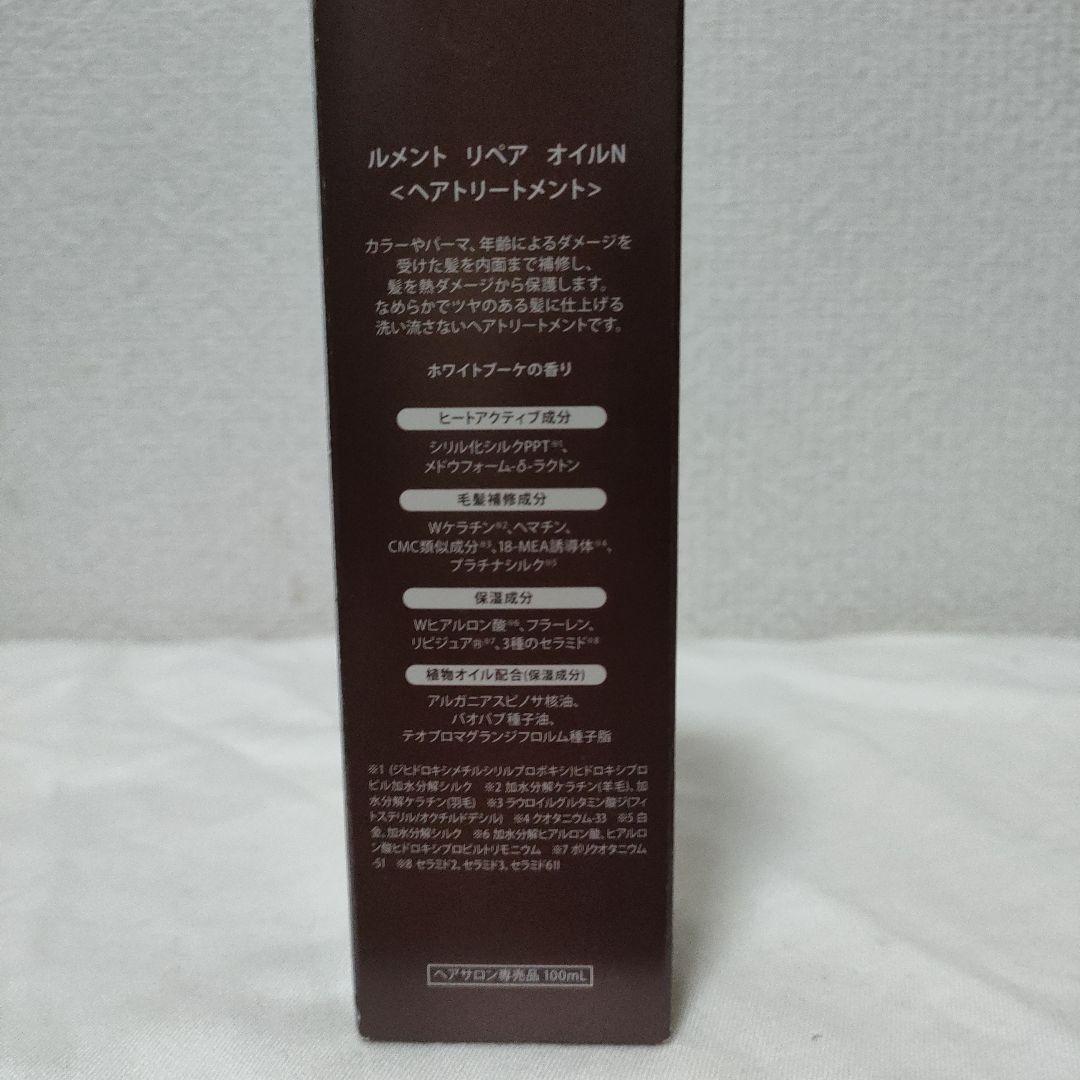 ルメント リペア オイルN
<ヘアトリートメント>
カラーやパーマ、年齢によるダメージを
受けた髪を内面まで補修し、
髪を熱ダメージから保護します。
なめらかでツヤのある髪に仕上げる
洗い流さないヘアトリートメントです。
ホワイトブーケの香り
ヒートアクティブ成分
シリル化シルクPPT※1、
メドウフォーム-δ-ラクトン
毛髪補修成分
Wケラチン※2、ヘマチン、
CMC類似成分※3、18-MEA誘導体※4、
プラチナシルク※5
保湿成分
Wヒアルロン酸※6、フラーレン、
リピジュア®※7、3種のセラミド※8
植物オイル配合(保湿成分)
アルガニアスピノサ核油、
バオバブ種子油、
テオブロマグランジフロルム種子脂
※1 (ジヒドロキシメチルシリルプロポキシ)ヒドロキシプロ
ピル加水分解シルク ※2 加水分解ケラチン(羊毛)、加
水分解ケラチン(羽毛) ※3 ラウロイルグルタミン酸ジ(フィ
トステリル/オクチルドデシル) ※4 クオタニウム-33 ※5 白
金、加水分解シルク ※6 加水分解ヒアルロン酸、ヒアルロ
ン酸ヒドロキシプロピルトリモニウム ※7 ポリクオタニウム
-51 ※8 セラミド2、セラミド3、セラミド6II
ヘアサロン専売品 100mL